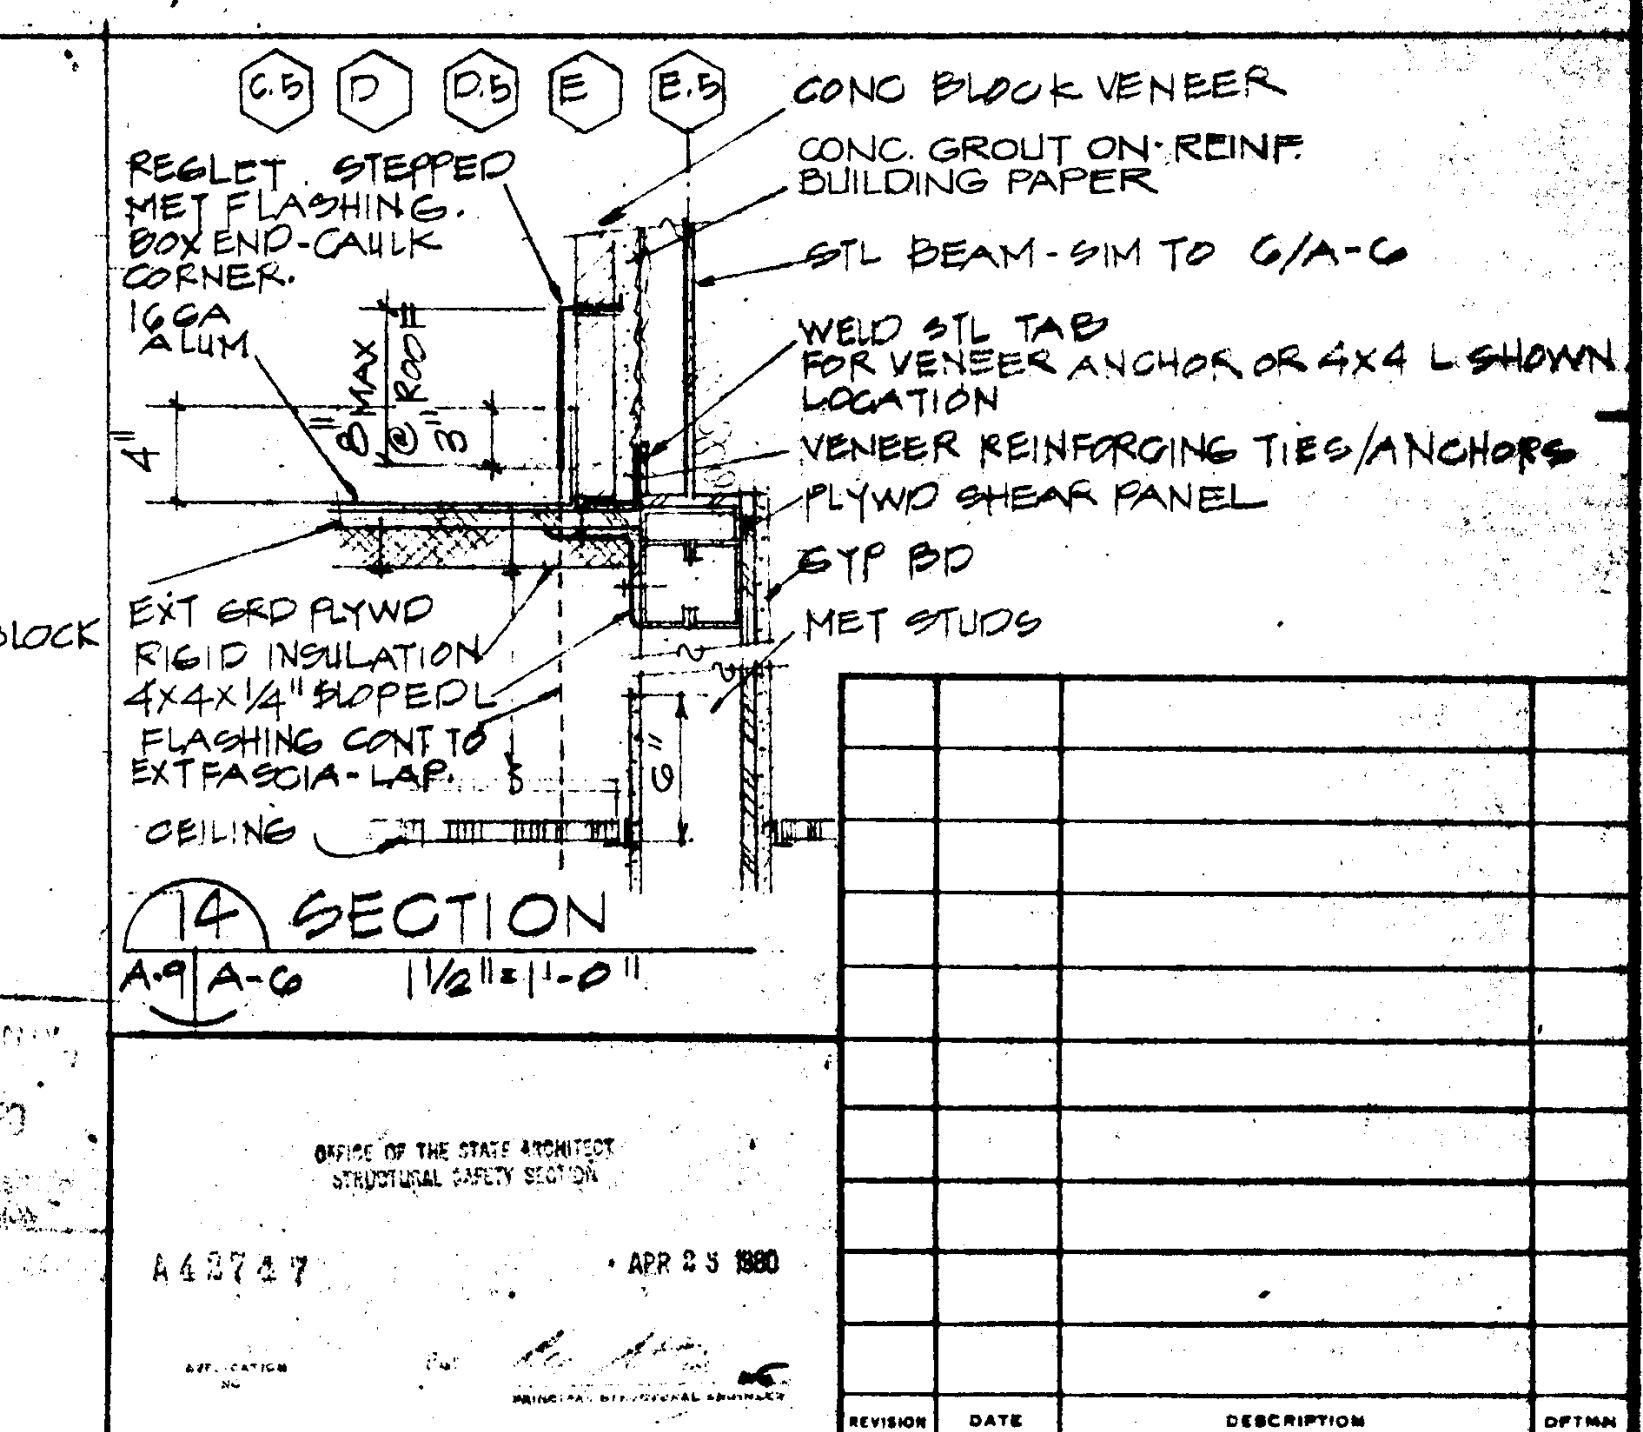 C.5 D D.5 E E.5
CONC BLOCK VENEER
CONC. GROUT ON REINF.
BUILDING PAPER
STL BEAM - SIM TO 6/A-6
WELD STL TAB
FOR VENEER ANCHOR OR 4X4 L SHOWN
LOCATION
VENEER REINFORCING TIES/ANCHORS
PLYWD SHEAR PANEL
GYP BD
MET STUDS
REGLET. STEPPED
MET FLASHING.
BOX END-CAULK
CORNER.
16GA
ALUM
4"
8" MAX
@ ROOF
3"
BLOCK
EXT GRD PLYWD
RIGID INSULATION
4X4X1/4" SLOPED L
FLASHING CONT TO
EXT FASCIA-LAP.
6"
CEILING
14 SECTION
A.9 A-6 1 1/2"=1'-0"
OFFICE OF THE STATE ARCHITECT
STRUCTURAL SAFETY SECTION
A42747
APR 25 1980
APPLICATION
NO
PRINCIPAL STRUCTURAL ENGINEER
REVISION DATE DESCRIPTION DFTMN